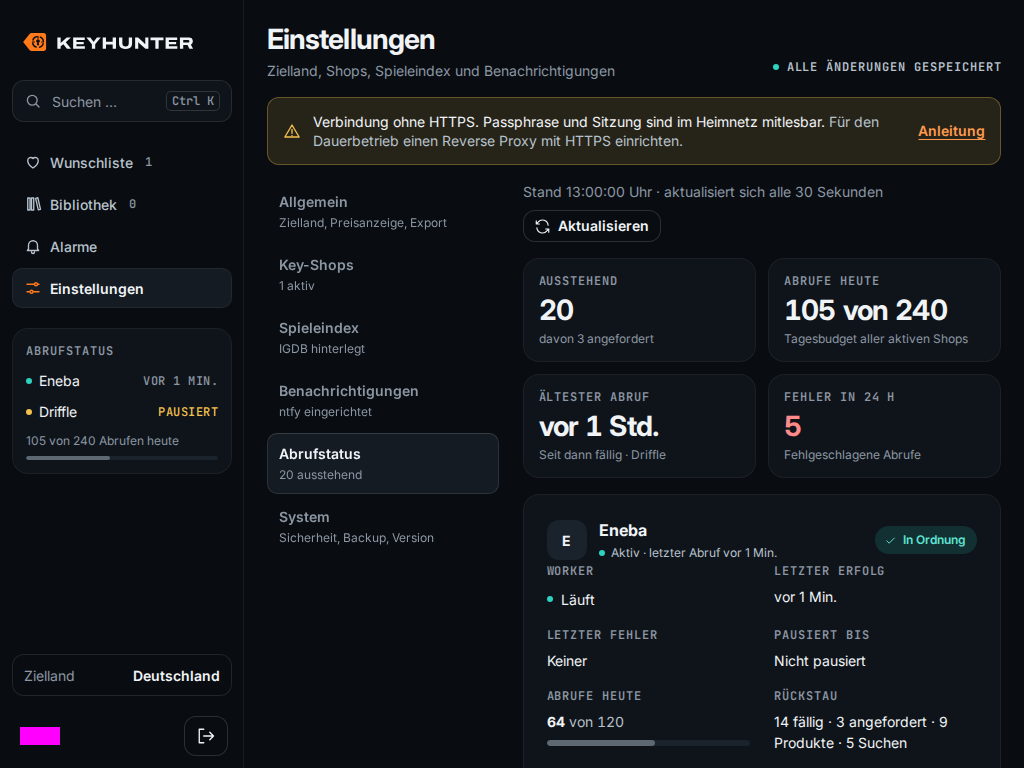 KEYHUNTER
Suchen ...
Ctrl K
Wunschliste 1
Bibliothek 0
Alarme
Einstellungen
ABRUFSTATUS
Eneba VOR 1 MIN.
Driffle PAUSIERT
105 von 240 Abrufen heute
Zielland Deutschland
Einstellungen
Zielland, Shops, Spieleindex und Benachrichtigungen
ALLE ÄNDERUNGEN GESPEICHERT
Verbindung ohne HTTPS. Passphrase und Sitzung sind im Heimnetz mitlesbar. Für den
Dauerbetrieb einen Reverse Proxy mit HTTPS einrichten.
Anleitung
Allgemein
Zielland, Preisanzeige, Export
Key-Shops
1 aktiv
Spieleindex
IGDB hinterlegt
Benachrichtigungen
ntfy eingerichtet
Abrufstatus
20 ausstehend
System
Sicherheit, Backup, Version
Stand 13:00:00 Uhr · aktualisiert sich alle 30 Sekunden
Aktualisieren
AUSSTEHEND
20
davon 3 angefordert
ABRUFE HEUTE
105 von 240
Tagesbudget aller aktiven Shops
ÄLTESTER ABRUF
vor 1 Std.
Seit dann fällig · Driffle
FEHLER IN 24 H
5
Fehlgeschlagene Abrufe
E
Eneba
Aktiv · letzter Abruf vor 1 Min.
In Ordnung
WORKER
Läuft
LETZTER ERFOLG
vor 1 Min.
LETZTER FEHLER
Keiner
PAUSIERT BIS
Nicht pausiert
ABRUFE HEUTE
64 von 120
RÜCKSTAU
14 fällig · 3 angefordert · 9
Produkte · 5 Suchen